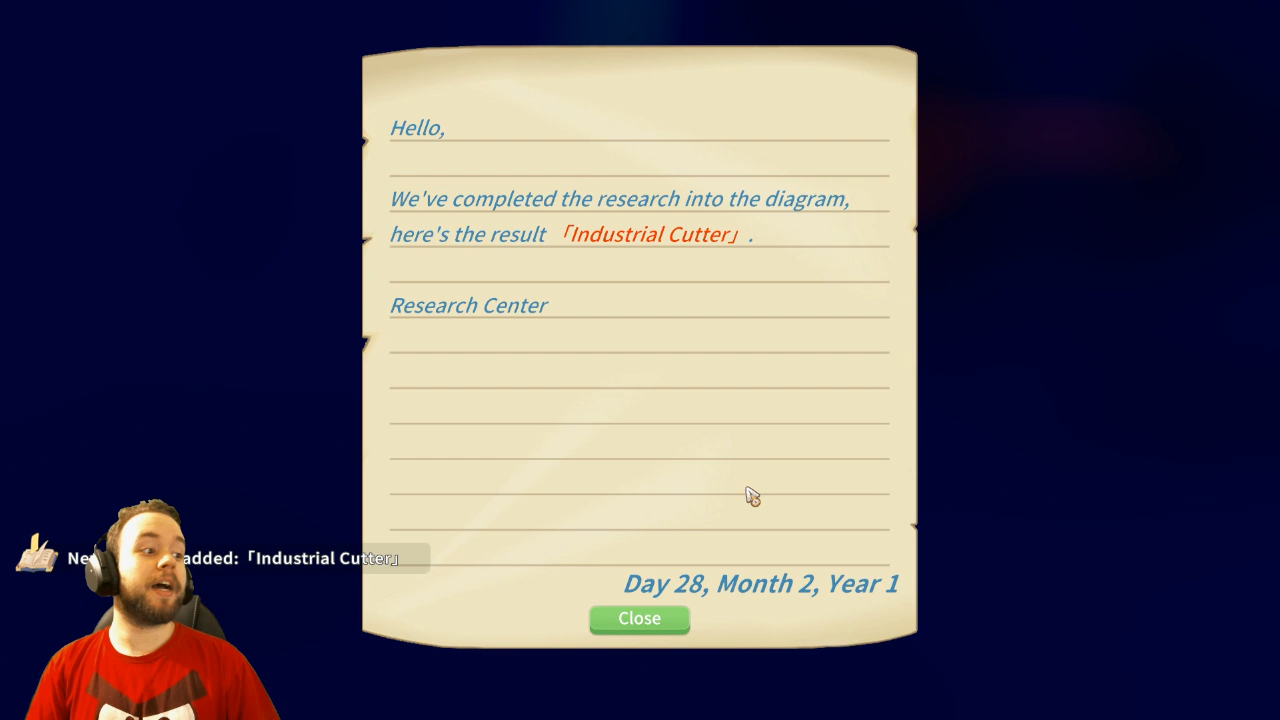 Hello,
We've completed the research into the diagram,
here's the result 「Industrial Cutter」 .
Research Center
Ne added:「Industrial Cutter」
Day 28, Month 2, Year 1
Close